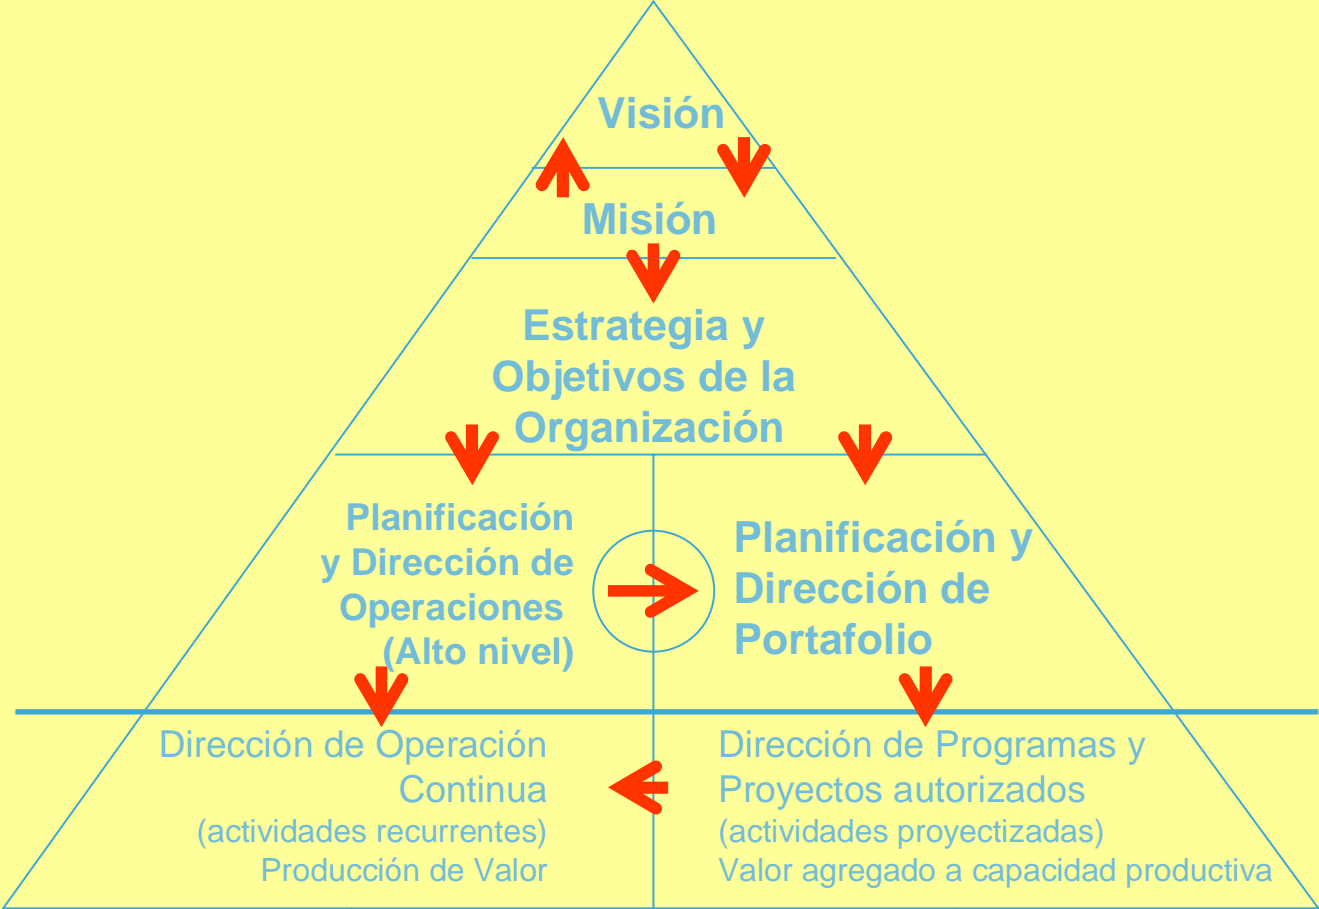 Visión
Misión
Estrategia y
Objetivos de la
Organización
Planificación
y Dirección de
Operaciones
(Alto nivel)
Planificación y
Dirección de
Portafolio
Dirección de Operación
Continua
(actividades recurrentes)
Producción de Valor
Dirección de Programas y
Proyectos autorizados
(actividades proyectizadas)
Valor agregado a capacidad productiva